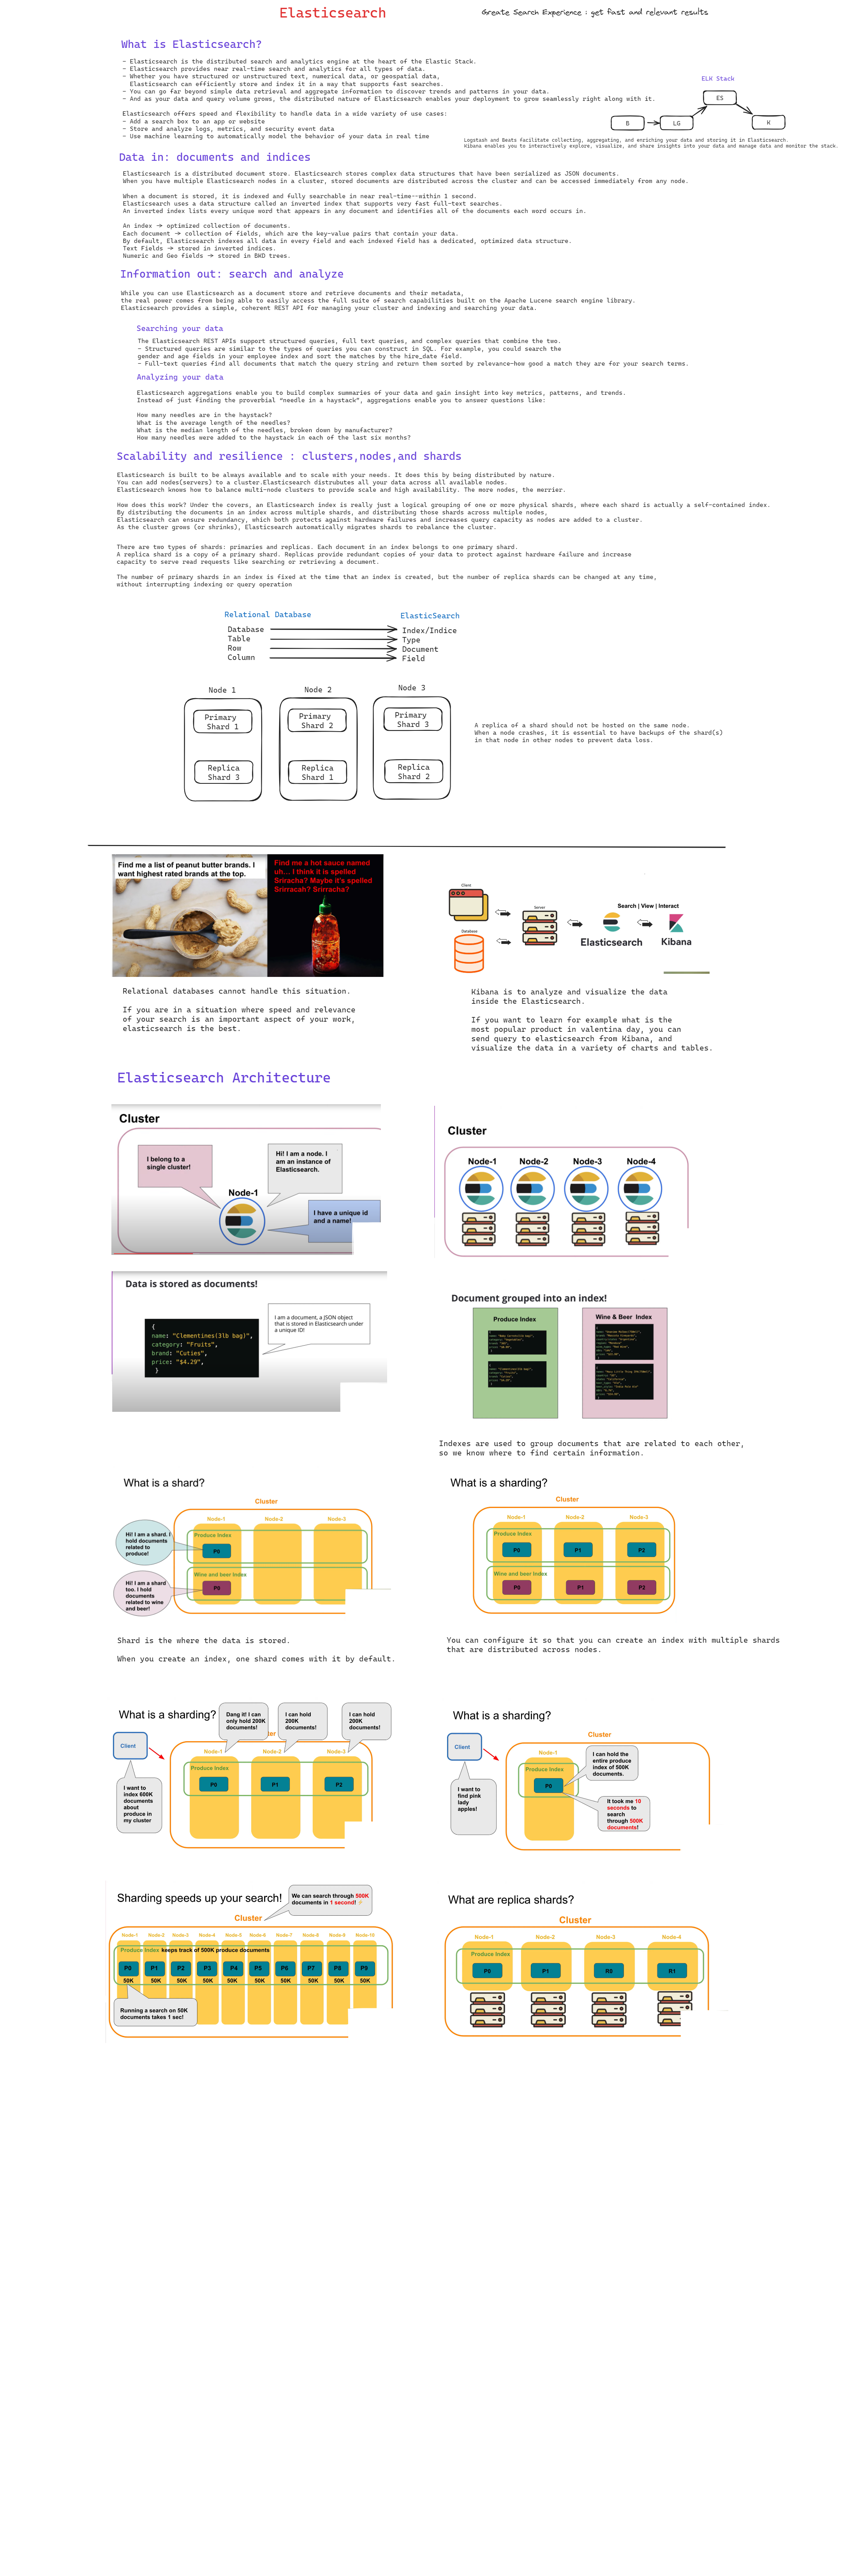 Elasticsearch
Greate Search Experience : get fast and relevant results
What is Elasticsearch?
- Elasticsearch is the distributed search and analytics engine at the heart of the Elastic Stack.
- Elasticsearch provides near real-time search and analytics for all types of data.
- Whether you have structured or unstructured text, numerical data, or geospatial data,
Elasticsearch can efficiently store and index it in a way that supports fast searches.
- You can go far beyond simple data retrieval and aggregate information to discover trends and patterns in your data.
- And as your data and query volume grows, the distributed nature of Elasticsearch enables your deployment to grow seamlessly right along with it.
Elasticsearch offers speed and flexibility to handle data in a wide variety of use cases:
- Add a search box to an app or website
- Store and analyze logs, metrics, and security event data
- Use machine learning to automatically model the behavior of your data in real time
ELK Stack
ES
B
LG
K
Logstash and Beats facilitate collecting, aggregating, and enriching your data and storing it in Elasticsearch.
Kibana enables you to interactively explore, visualize, and share insights into your data and manage data and monitor the stack.
Data in: documents and indices
Elasticsearch is a distributed document store. Elasticsearch stores complex data structures that have been serialized as JSON documents.
When you have multiple Elasticsearch nodes in a cluster, stored documents are distributed across the cluster and can be accessed immediately from any node.
When a document is stored, it is indexed and fully searchable in near real-time--within 1 second.
Elasticsearch uses a data structure called an inverted index that supports very fast full-text searches.
An inverted index lists every unique word that appears in any document and identifies all of the documents each word occurs in.
An index → optimized collection of documents.
Each document → collection of fields, which are the key-value pairs that contain your data.
By default, Elasticsearch indexes all data in every field and each indexed field has a dedicated, optimized data structure.
Text Fields → stored in inverted indices.
Numeric and Geo fields → stored in BKD trees.
Information out: search and analyze
While you can use Elasticsearch as a document store and retrieve documents and their metadata,
the real power comes from being able to easily access the full suite of search capabilities built on the Apache Lucene search engine library.
Elasticsearch provides a simple, coherent REST API for managing your cluster and indexing and searching your data.
Searching your data
The Elasticsearch REST APIs support structured queries, full text queries, and complex queries that combine the two.
- Structured queries are similar to the types of queries you can construct in SQL. For example, you could search the
gender and age fields in your employee index and sort the matches by the hire_date field.
- Full-text queries find all documents that match the query string and return them sorted by relevance—how good a match they are for your search terms.
Analyzing your data
Elasticsearch aggregations enable you to build complex summaries of your data and gain insight into key metrics, patterns, and trends.
Instead of just finding the proverbial “needle in a haystack”, aggregations enable you to answer questions like:
How many needles are in the haystack?
What is the average length of the needles?
What is the median length of the needles, broken down by manufacturer?
How many needles were added to the haystack in each of the last six months?
Scalability and resilience : clusters,nodes,and shards
Elasticsearch is built to be always available and to scale with your needs. It does this by being distributed by nature.
You can add nodes(servers) to a cluster.Elasticsearch distrubutes all your data across all available nodes.
Elasticsearch knows how to balance multi-node clusters to provide scale and high availability. The more nodes, the merrier.
How does this work? Under the covers, an Elasticsearch index is really just a logical grouping of one or more physical shards, where each shard is actually a self-contained index.
By distributing the documents in an index across multiple shards, and distributing those shards across multiple nodes,
Elasticsearch can ensure redundancy, which both protects against hardware failures and increases query capacity as nodes are added to a cluster.
As the cluster grows (or shrinks), Elasticsearch automatically migrates shards to rebalance the cluster.
There are two types of shards: primaries and replicas. Each document in an index belongs to one primary shard.
A replica shard is a copy of a primary shard. Replicas provide redundant copies of your data to protect against hardware failure and increase
capacity to serve read requests like searching or retrieving a document.
The number of primary shards in an index is fixed at the time that an index is created, but the number of replica shards can be changed at any time,
without interrupting indexing or query operation
Relational Database
ElasticSearch
Database
Index/Indice
Table
Type
Row
Document
Column
Field
Node 1
Node 2
Node 3
Primary
Shard 1
Primary
Shard 2
Primary
Shard 3
Replica
Shard 3
Replica
Shard 1
Replica
Shard 2
A replica of a shard should not be hosted on the same node.
When a node crashes, it is essential to have backups of the shard(s)
in that node in other nodes to prevent data loss.
Find me a list of peanut butter brands. I
want highest rated brands at the top.
Find me a hot sauce named
uh... I think it is spelled
Sriracha? Maybe it's spelled
Srirracah? Srirracha?
Client
Server
Database
Search | View | Interact
Elasticsearch
Kibana
Relational databases cannot handle this situation.
If you are in a situation where speed and relevance
of your search is an important aspect of your work,
elasticsearch is the best.
Kibana is to analyze and visualize the data
inside the Elasticsearch.
If you want to learn for example what is the
most popular product in valentina day, you can
send query to elasticsearch from Kibana, and
visualize the data in a variety of charts and tables.
Elasticsearch Architecture
Cluster
I belong to a
single cluster!
Hi! I am a node. I
am an instance of
Elasticsearch.
Node-1
I have a unique id
and a name!
Cluster
Node-1
Node-2
Node-3
Node-4
Data is stored as documents!
{
name: "Clementines(3lb bag)",
category: "Fruits",
brand: "Cuties",
price: "$4.29",
}
I am a document, a JSON object
that is stored in Elasticsearch under
a unique ID!
Document grouped into an index!
Produce Index
Wine & Beer Index
Indexes are used to group documents that are related to each other,
so we know where to find certain information.
What is a shard?
Cluster
Node-1
Node-2
Node-3
Produce Index
Hi! I am a shard. I
hold documents
related to
produce!
P0
Wine and beer Index
Hi! I am a shard
too. I hold
documents
related to wine
and beer!
P0
What is a sharding?
Cluster
Node-1
Node-2
Node-3
Produce Index
P0
P1
P2
Wine and beer Index
P0
P1
P2
Shard is the where the data is stored.
When you create an index, one shard comes with it by default.
You can configure it so that you can create an index with multiple shards
that are distributed across nodes.
What is a sharding?
Dang it! I can
only hold 200K
documents!
I can hold
200K
documents!
I can hold
200K
documents!
Client
Node-1
Node-2
Node-3
Produce Index
P0
P1
P2
I want to
index 600K
documents
about
produce in
my cluster
What is a sharding?
Cluster
Client
Node-1
Produce Index
P0
I can hold the
entire produce
index of 500K
documents.
I want to
find pink
lady
apples!
It took me 10
seconds to
search
through 500K
documents!
Sharding speeds up your search!
We can search through 500K
documents in 1 second! ⚡
Cluster
Node-1
Node-2
Node-3
Node-4
Node-5
Node-6
Node-7
Node-8
Node-9
Node-10
Produce Index keeps track of 500K produce documents
P0
P1
P2
P3
P4
P5
P6
P7
P8
P9
50K
50K
50K
50K
50K
50K
50K
50K
50K
50K
Running a search on 50K
documents takes 1 sec!
What are replica shards?
Cluster
Node-1
Node-2
Node-3
Node-4
Produce Index
P0
P1
R0
R1